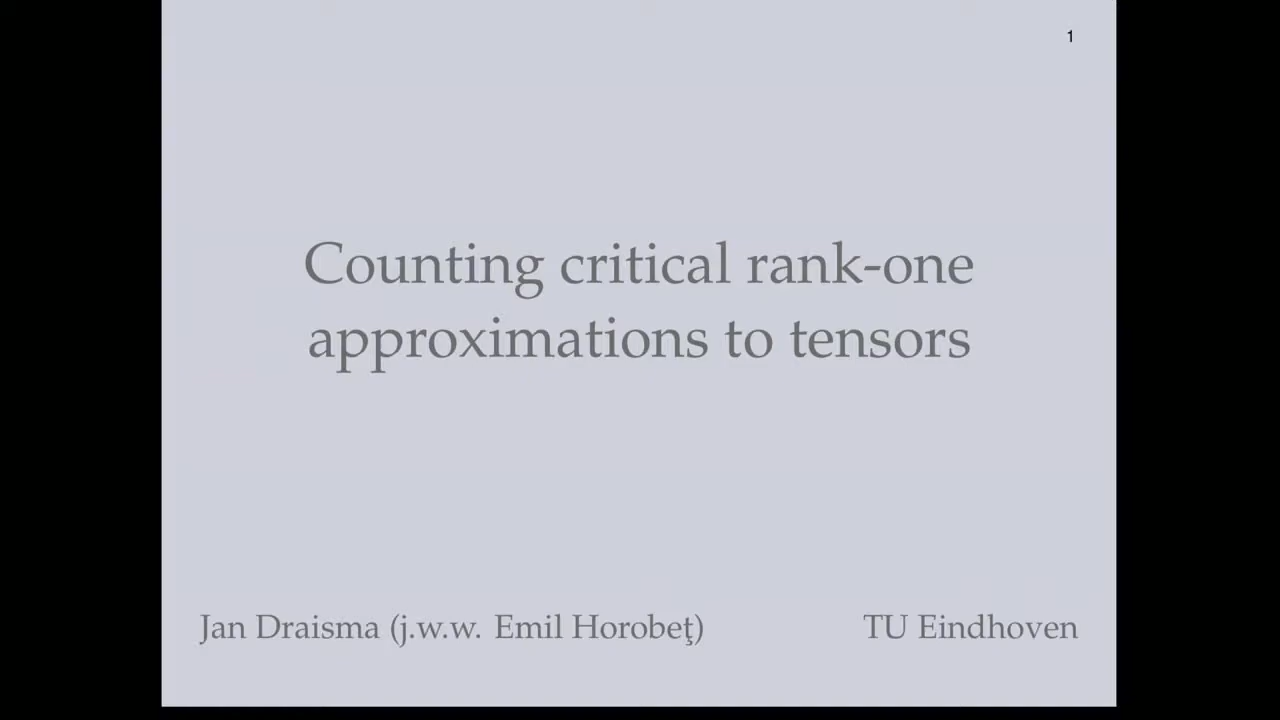 1
Counting critical rank-one
approximations to tensors
Jan Draisma (j.w.w. Emil Horobeţ) TU Eindhoven